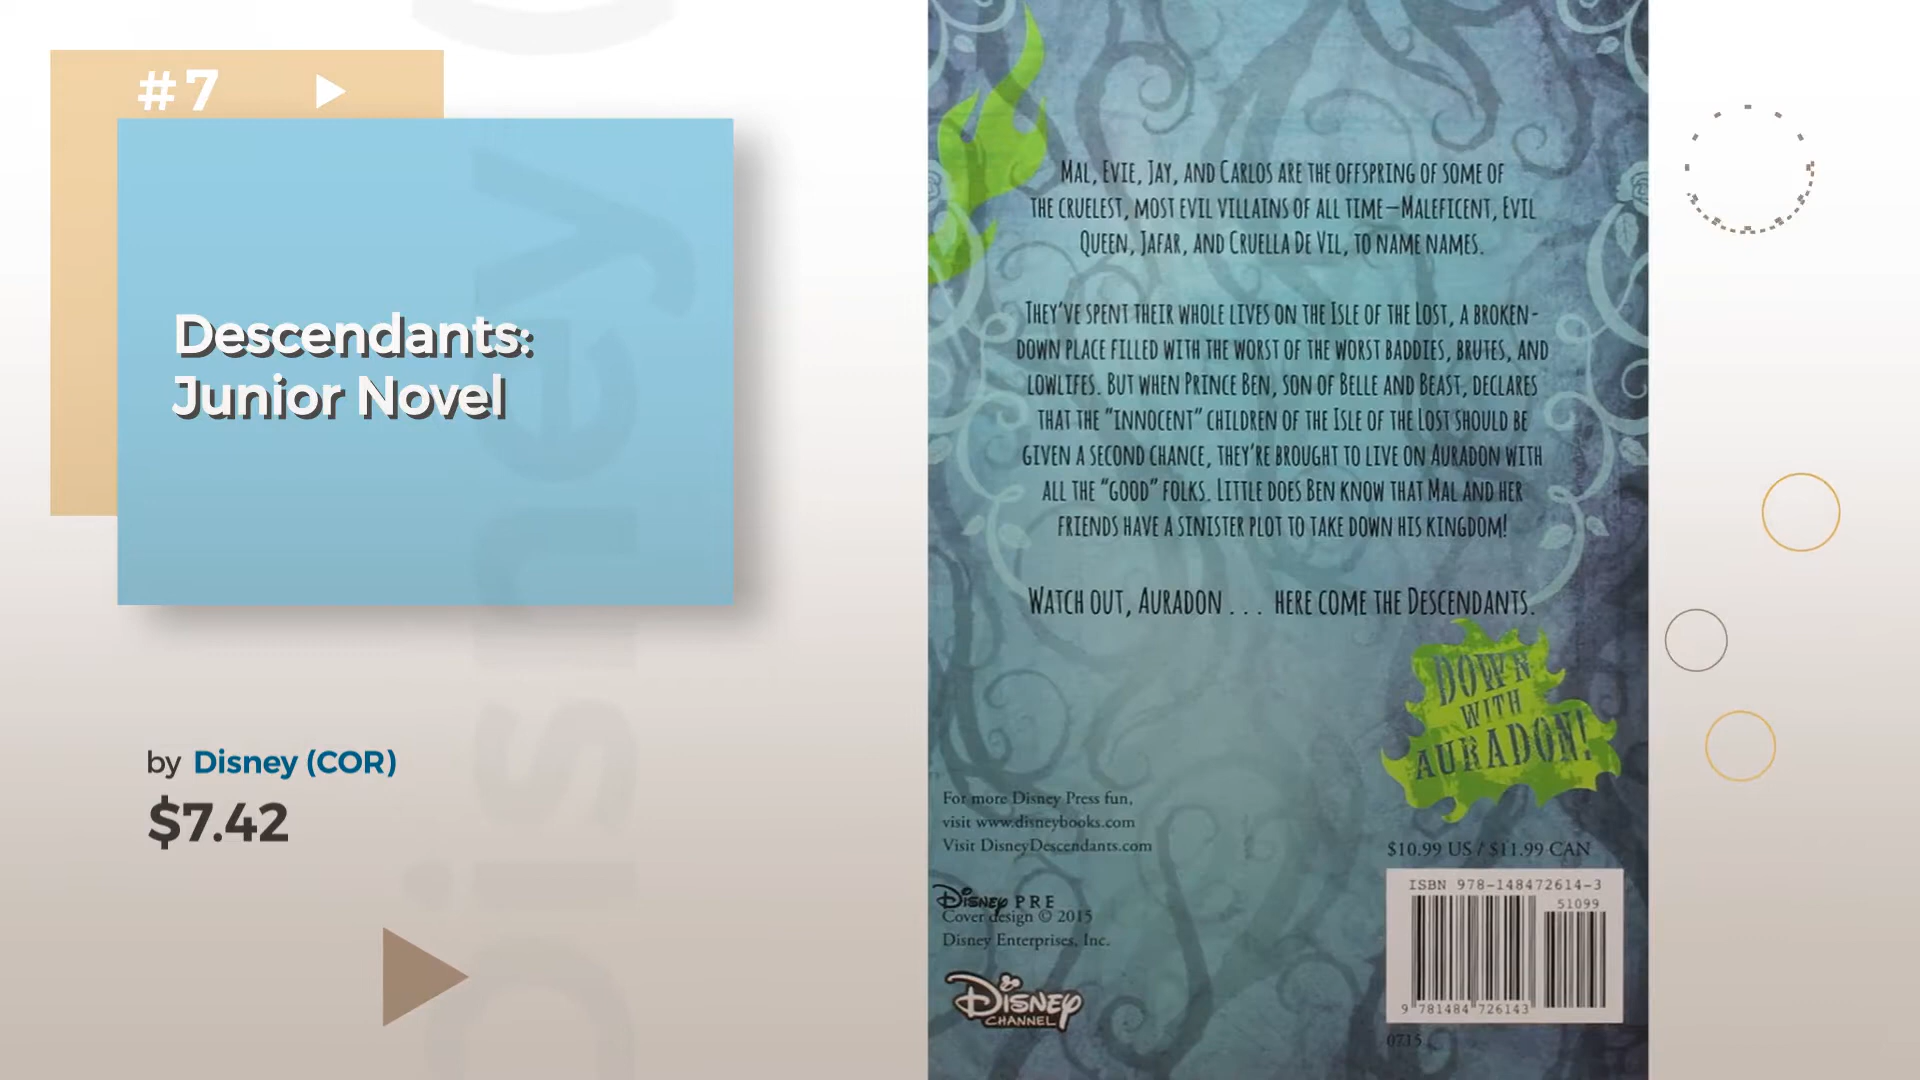 #7
Descendants:
Junior Novel
by Disney (COR)
$7.42
Disney
MAL, EVIE, JAY, AND CARLOS ARE THE OFFSPRING OF SOME OF
THE CRUELEST, MOST EVIL VILLAINS OF ALL TIME—MALEFICENT, EVIL
QUEEN, JAFAR, AND CRUELLA DE VIL, TO NAME NAMES.
THEY'VE SPENT THEIR WHOLE LIVES ON THE ISLE OF THE LOST, A BROKEN-
DOWN PLACE FILLED WITH THE WORST OF THE WORST BADDIES, BRUTES, AND
LOWLIFES. BUT WHEN PRINCE BEN, SON OF BELLE AND BEAST, DECLARES
THAT THE "INNOCENT" CHILDREN OF THE ISLE OF THE LOST SHOULD BE
GIVEN A SECOND CHANCE, THEY'RE BROUGHT TO LIVE ON AURADON WITH
ALL THE "GOOD" FOLKS. LITTLE DOES BEN KNOW THAT MAL AND HER
FRIENDS HAVE A SINISTER PLOT TO TAKE DOWN HIS KINGDOM!
WATCH OUT, AURADON . . . HERE COME THE DESCENDANTS.
DOWN
WITH
AURADON!
For more Disney Press fun,
visit www.disneybooks.com
Visit DisneyDescendants.com
Disney PRE
Cover design © 2015
Disney Enterprises, Inc.
Disney
CHANNEL
$10.99 US / $11.99 CAN
ISBN 978-148472614-3
51099
9 781484 726143
0715